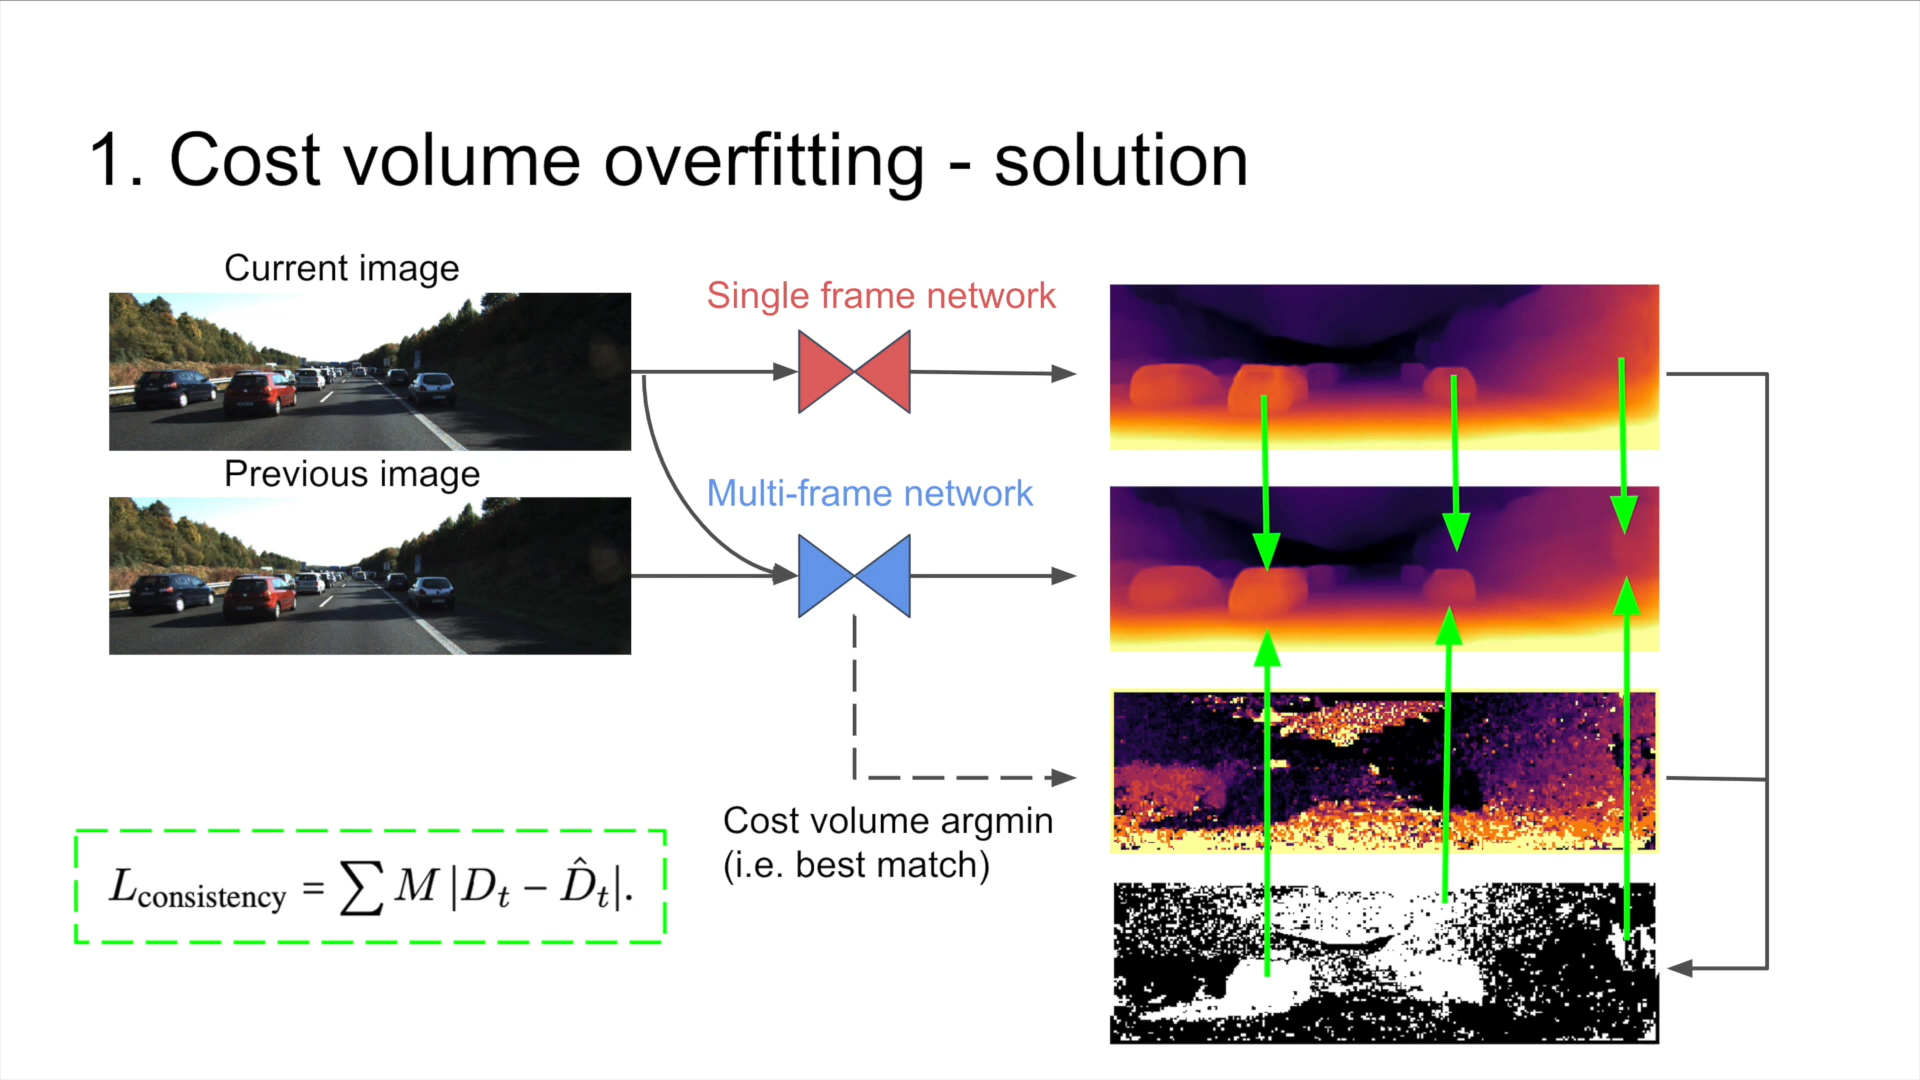 1. Cost volume overfitting - solution
Current image
Single frame network
Previous image
Multi-frame network
Cost volume argmin
(i.e. best match)
L_consistency = ∑ M |D_t − D̂_t|.